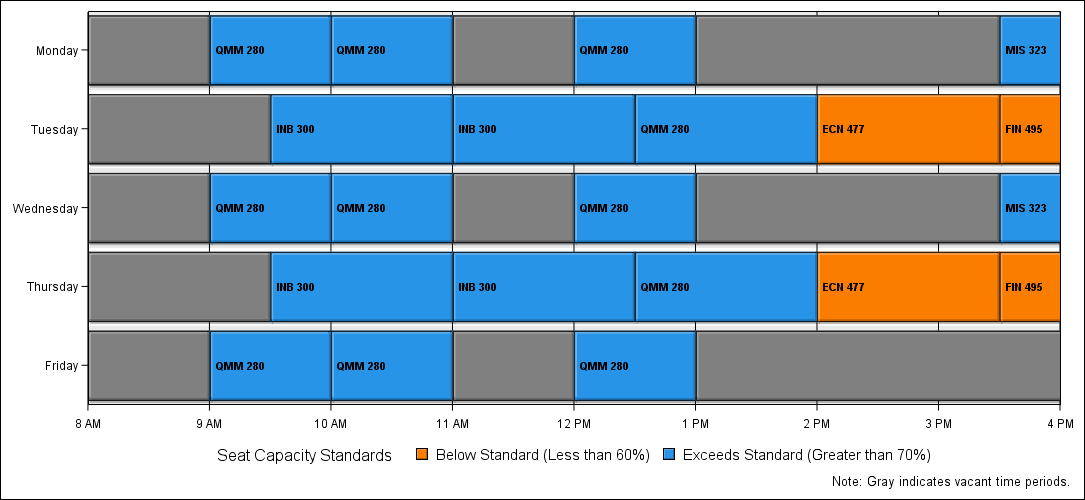 Monday QMM 280 QMM 280 QMM 280 MIS 323
Tuesday INB 300 INB 300 QMM 280 ECN 477 FIN 495
Wednesday QMM 280 QMM 280 QMM 280 MIS 323
Thursday INB 300 INB 300 QMM 280 ECN 477 FIN 495
Friday QMM 280 QMM 280 QMM 280
8 AM 9 AM 10 AM 11 AM 12 PM 1 PM 2 PM 3 PM 4 PM
Seat Capacity Standards Below Standard (Less than 60%) Exceeds Standard (Greater than 70%)
Note: Gray indicates vacant time periods.